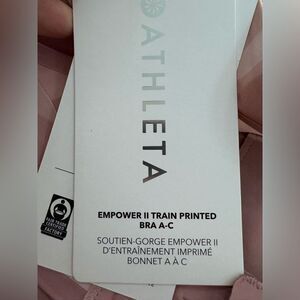 ATHLETA
EMPOWER II TRAIN PRINTED
BRA A-C
SOUTIEN-GORGE EMPOWER II
D'ENTRAÎNEMENT IMPRIMÉ
BONNET A À C
FAIR TRADE
CERTIFIED
FACTORY